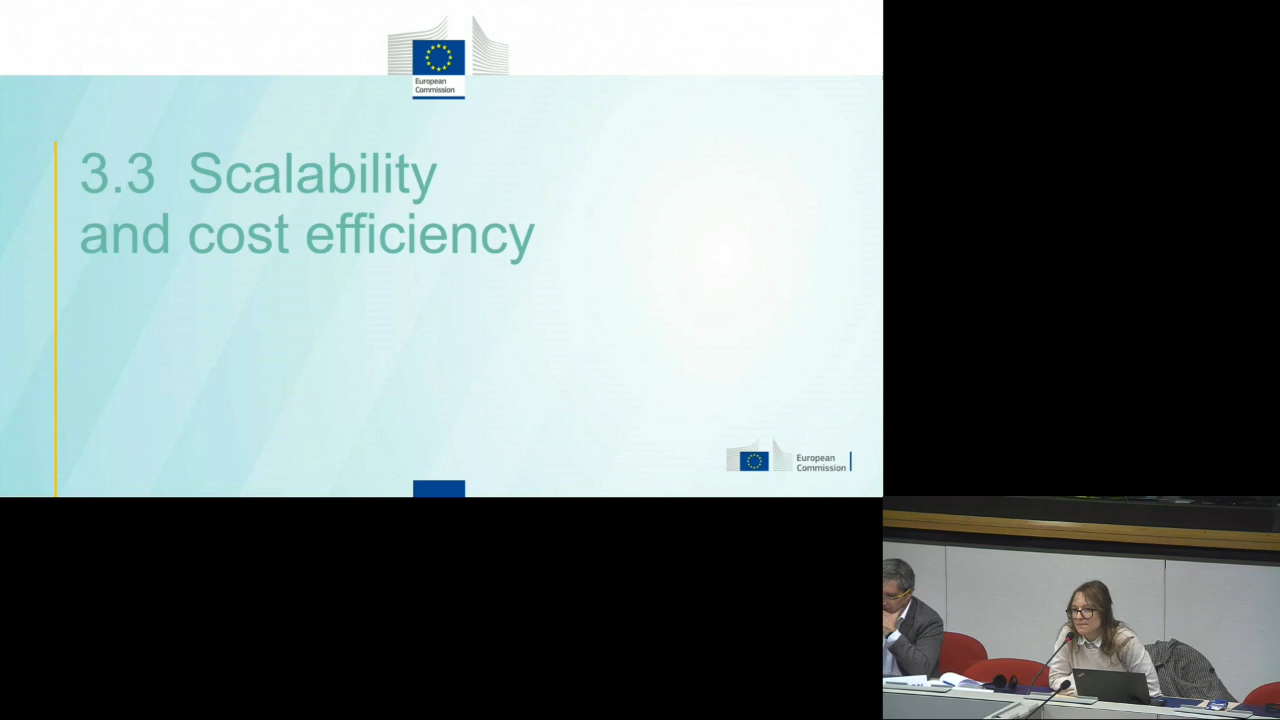 European
Commission
3.3 Scalability
and cost efficiency
European
Commission